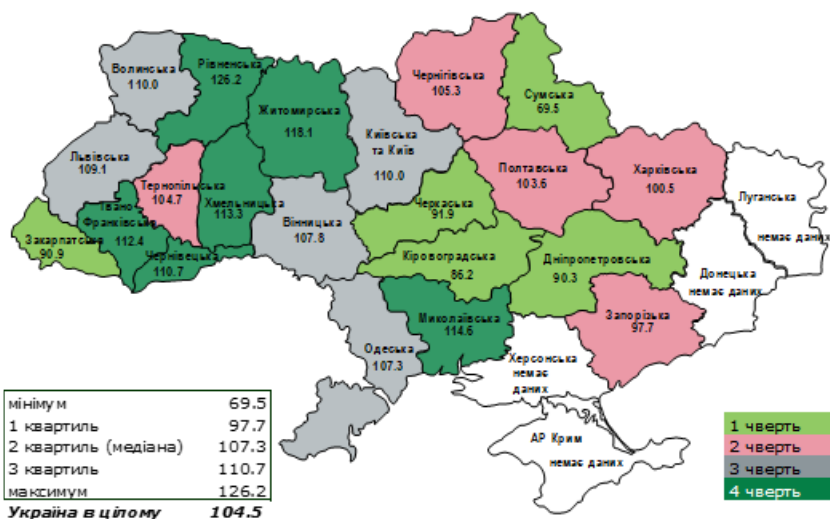 Волинська
110.0
Рівненська
126.2
Житомирська
118.1
Київська
та Київ
110.0
Чернігівська
105.3
Сумська
69.5
Львівська
109.1
Тернопільська
104.7
Хмельницька
113.3
Вінницька
107.8
Черкаська
91.9
Полтавська
103.6
Харківська
100.5
Луганська
немає даних
Закарпатська
90.9
Івано-
Франківська
112.4
Чернівецька
110.7
Кіровоградська
86.2
Дніпропетровська
90.3
Донецька
немає даних
Одеська
107.3
Миколаївська
114.6
Херсонська
немає
даних
Запорізька
97.7
АР Крим
немає даних
мінімум 69.5
1 квартиль 97.7
2 квартиль (медіана) 107.3
3 квартиль 110.7
максимум 126.2
Україна в цілому 104.5
1 чверть
2 чверть
3 чверть
4 чверть